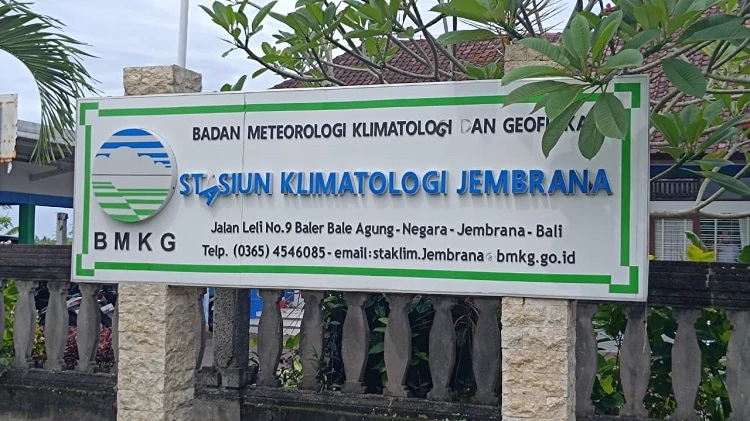 BADAN METEOROLOGI KLIMATOLOGI DAN GEOFISIKA
STASIUN KLIMATOLOGI JEMBRANA
BMKG
Jalan Leli No.9 Baler Bale Agung - Negara - Jembrana - Bali
Telp. (0365) 4546085 - email: staklim.Jembrana@bmkg.go.id